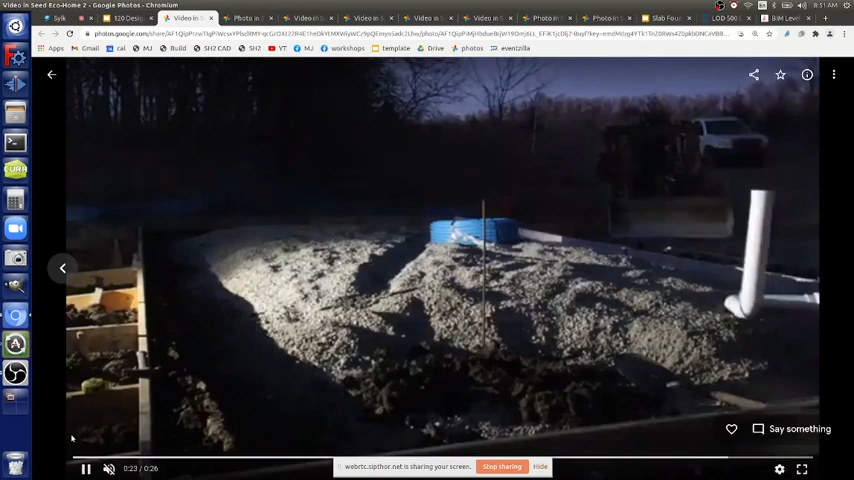 Video in Seed Eco-Home 2 - Google Photos - Chromium
8:51 AM
Sylk
120 Design
Video in S
Photo in S
Video in S
Video in S
Video in S
Video in S
Photo in S
Photo in S
Slab Foun
LOD 500 
BIM Level
Apps
Gmail
cal
MJ
Build
SH2 CAD
SH2
YT
MJ
workshops
template
Drive
photos
eventzilla
CURA
Say something
0:23 / 0:26
webrtc.sipthor.net is sharing your screen.
Stop sharing
Hide